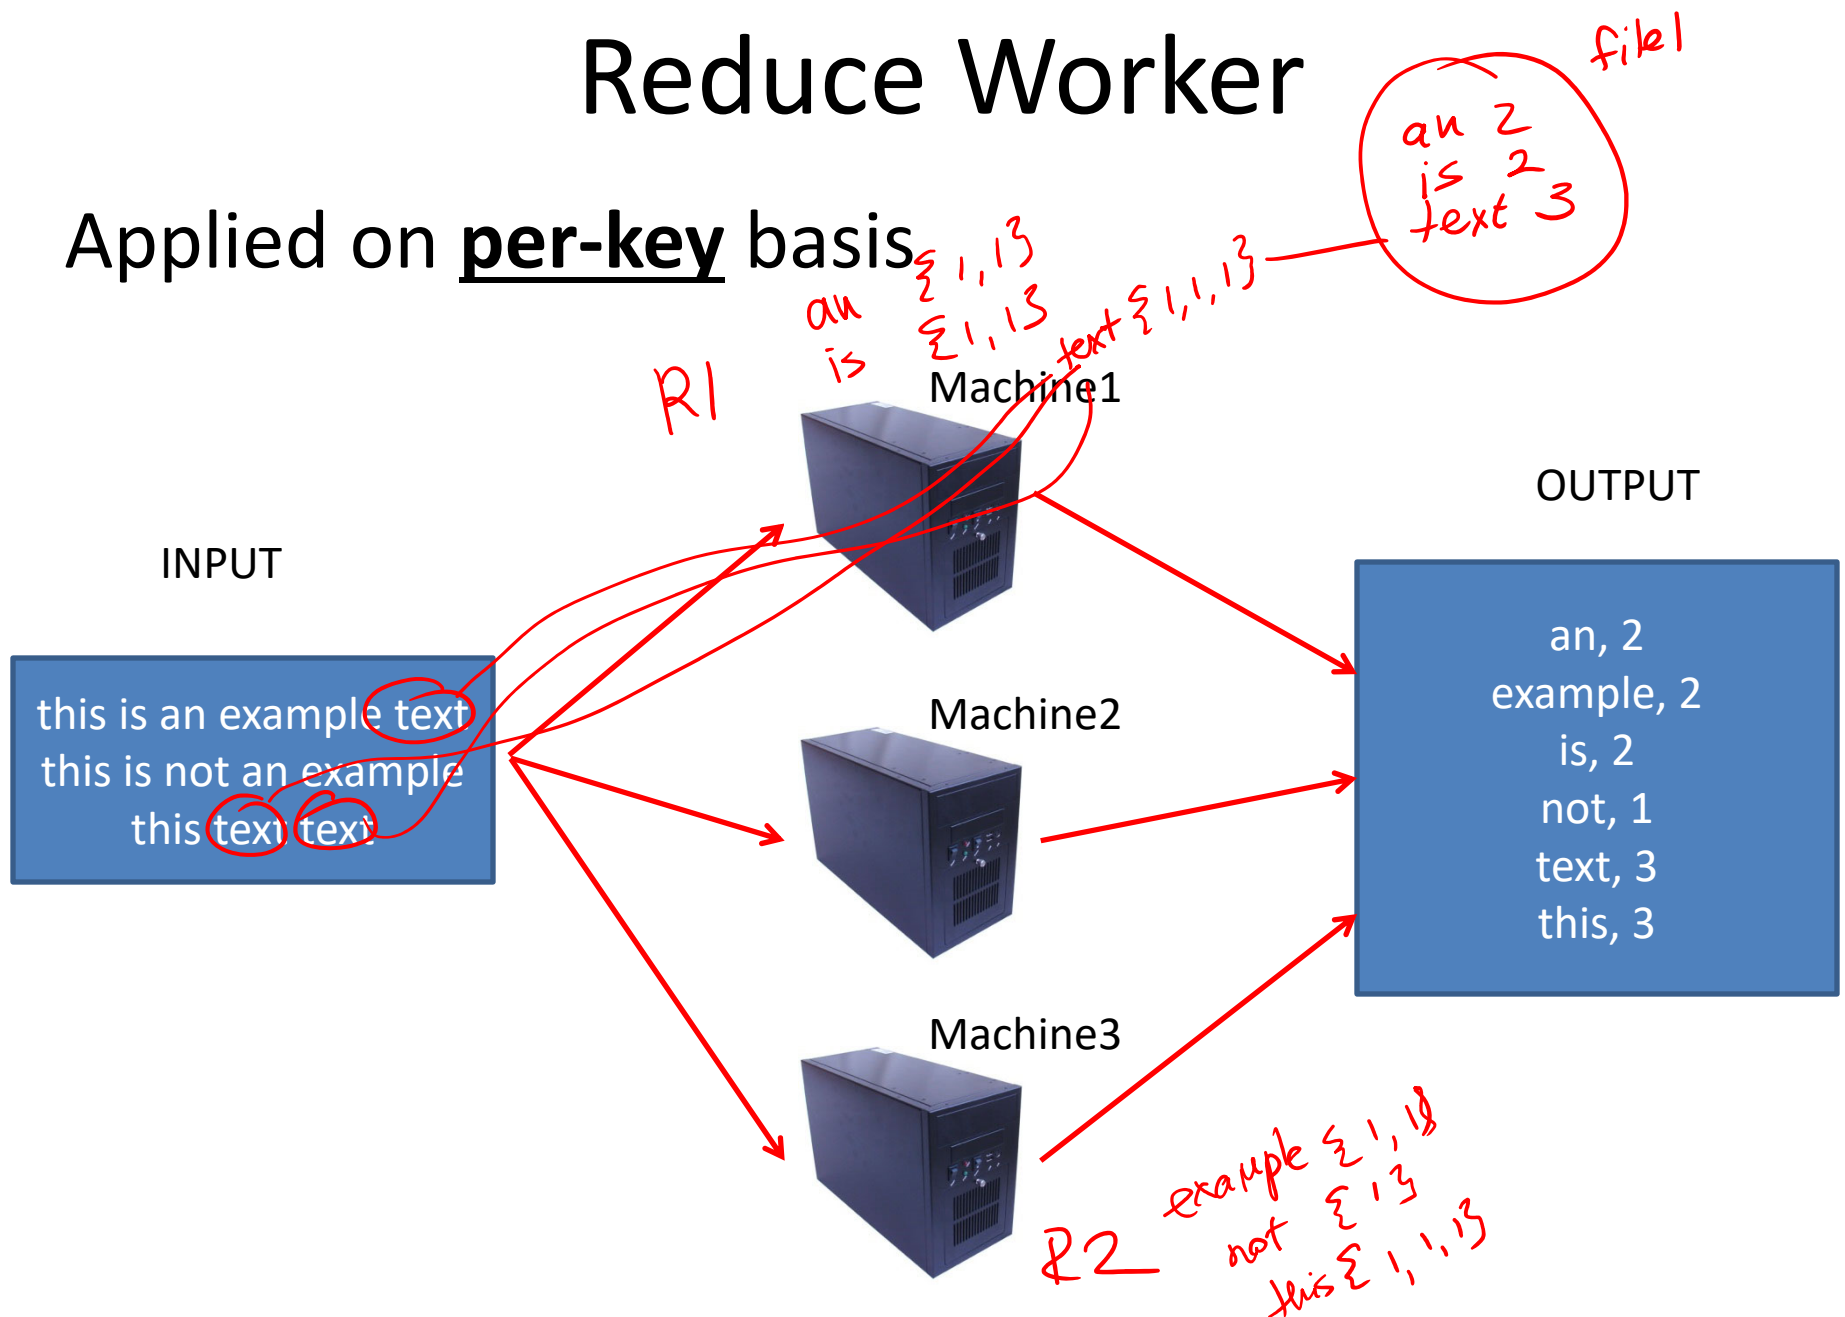 Reduce Worker
file1
an 2
is 2
text 3
Applied on per-key basis
an {1,1}
is {1,1}
text {1,1,1}
R1
Machine1
INPUT
OUTPUT
this is an example text
this is not an example
this text text
Machine2
an, 2
example, 2
is, 2
not, 1
text, 3
this, 3
Machine3
R2
example {1,1}
not {1}
this {1,1,1}